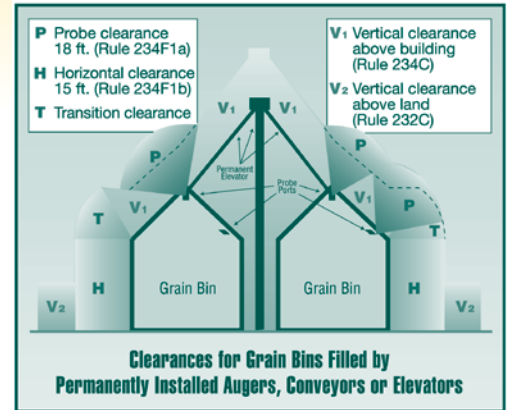 P Probe clearance
18 ft. (Rule 234F1a)
H Horizontal clearance
15 ft. (Rule 234F1b)
T Transition clearance
V1 Vertical clearance
above building
(Rule 234C)
V2 Vertical clearance
above land
(Rule 232C)
V1 V1
P P
Permanent
Elevator
Probe
Ports
V1 V1
T P
T
H Grain Bin Grain Bin H
V2 V2
Clearances for Grain Bins Filled by
Permanently Installed Augers, Conveyors or Elevators